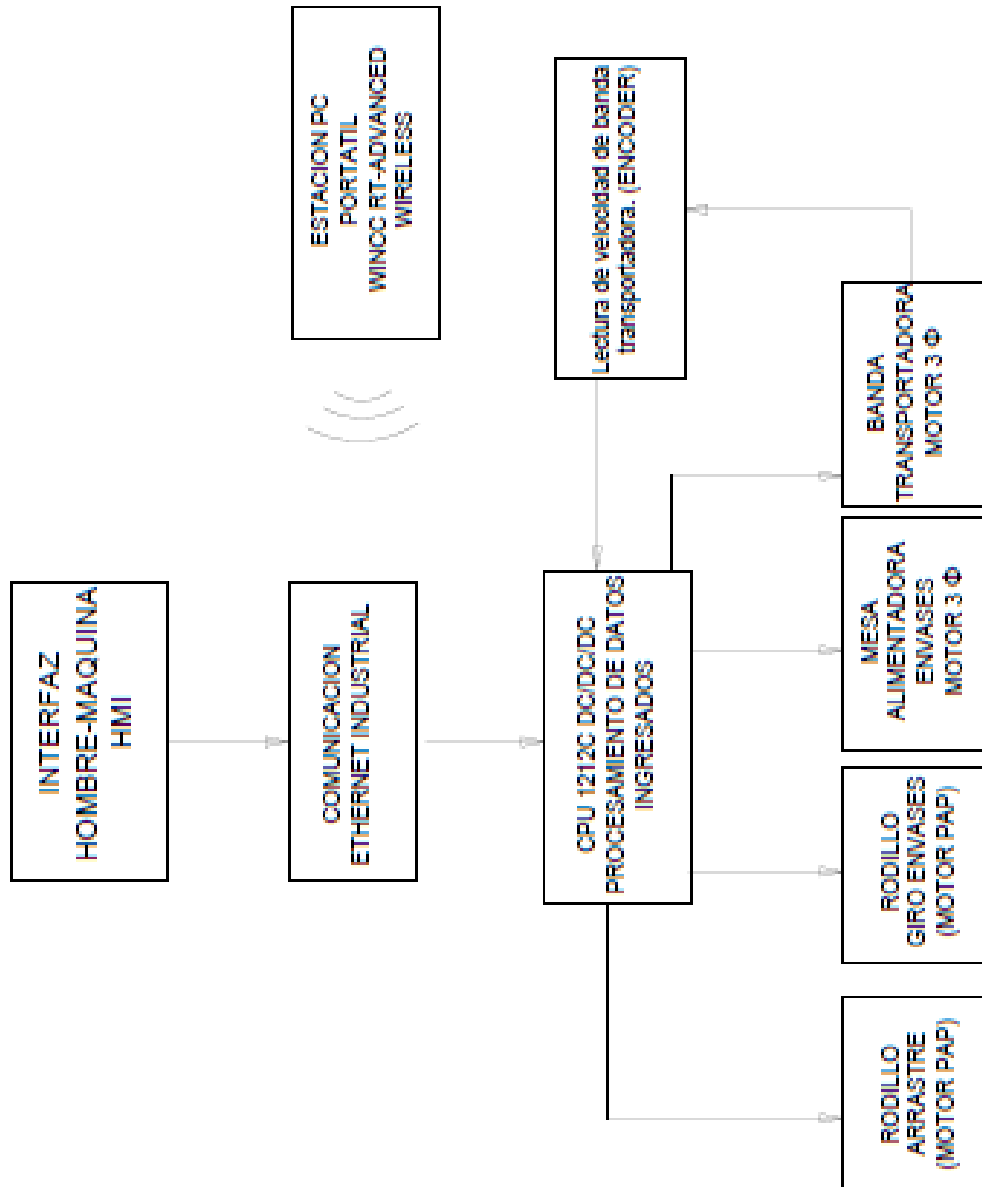 INTERFAZ
HOMBRE-MAQUINA
HMI
ESTACION PC
PORTATIL
WINCC RT-ADVANCED
WIRELESS
COMUNICACION
ETHERNET INDUSTRIAL
Lectura de velocidad de banda
transportadora. (ENCODER)
CPU 1212C DC/DC/DC
PROCESAMIENTO DE DATOS
INGRESADOS
RODILLO
ARRASTRE
(MOTOR PAP)
RODILLO
GIRO ENVASES
(MOTOR PAP)
MESA
ALIMENTADORA
ENVASES
MOTOR 3 Φ
BANDA
TRANSPORTADORA
MOTOR 3 Φ